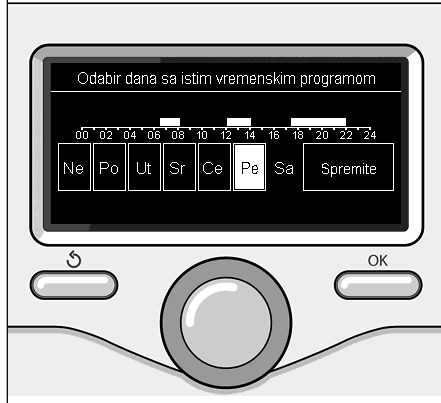 Odabir dana sa istim vremenskim programom
00 02 04 06 08 10 12 14 16 18 20 22 24
Ne Po Ut Sr Ce Pe Sa Spremite
OK